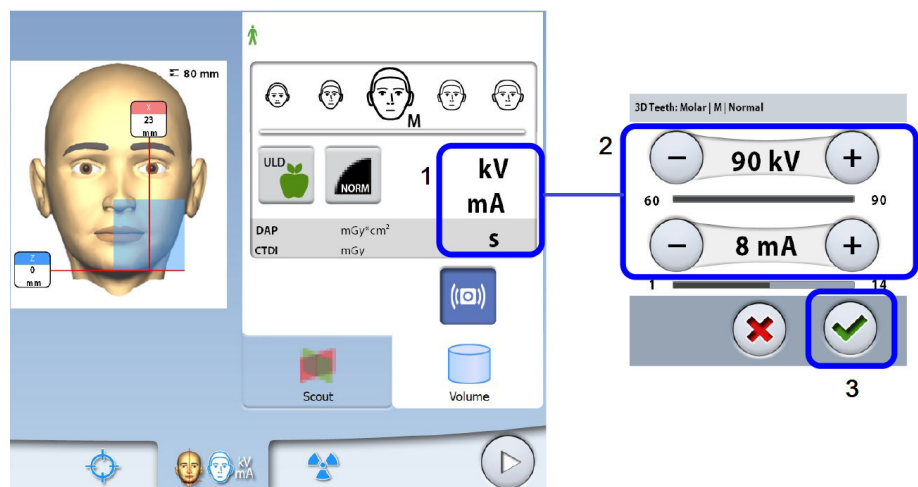 80 mm
X
23
mm
Z
0
mm
M
ULD
NORM
1
kV
mA
s
DAP mGy*cm²
CTDI mGy
Scout
Volume
kV
mA
3D Teeth: Molar | M | Normal
2
90 kV
60 90
8 mA
1 14
3